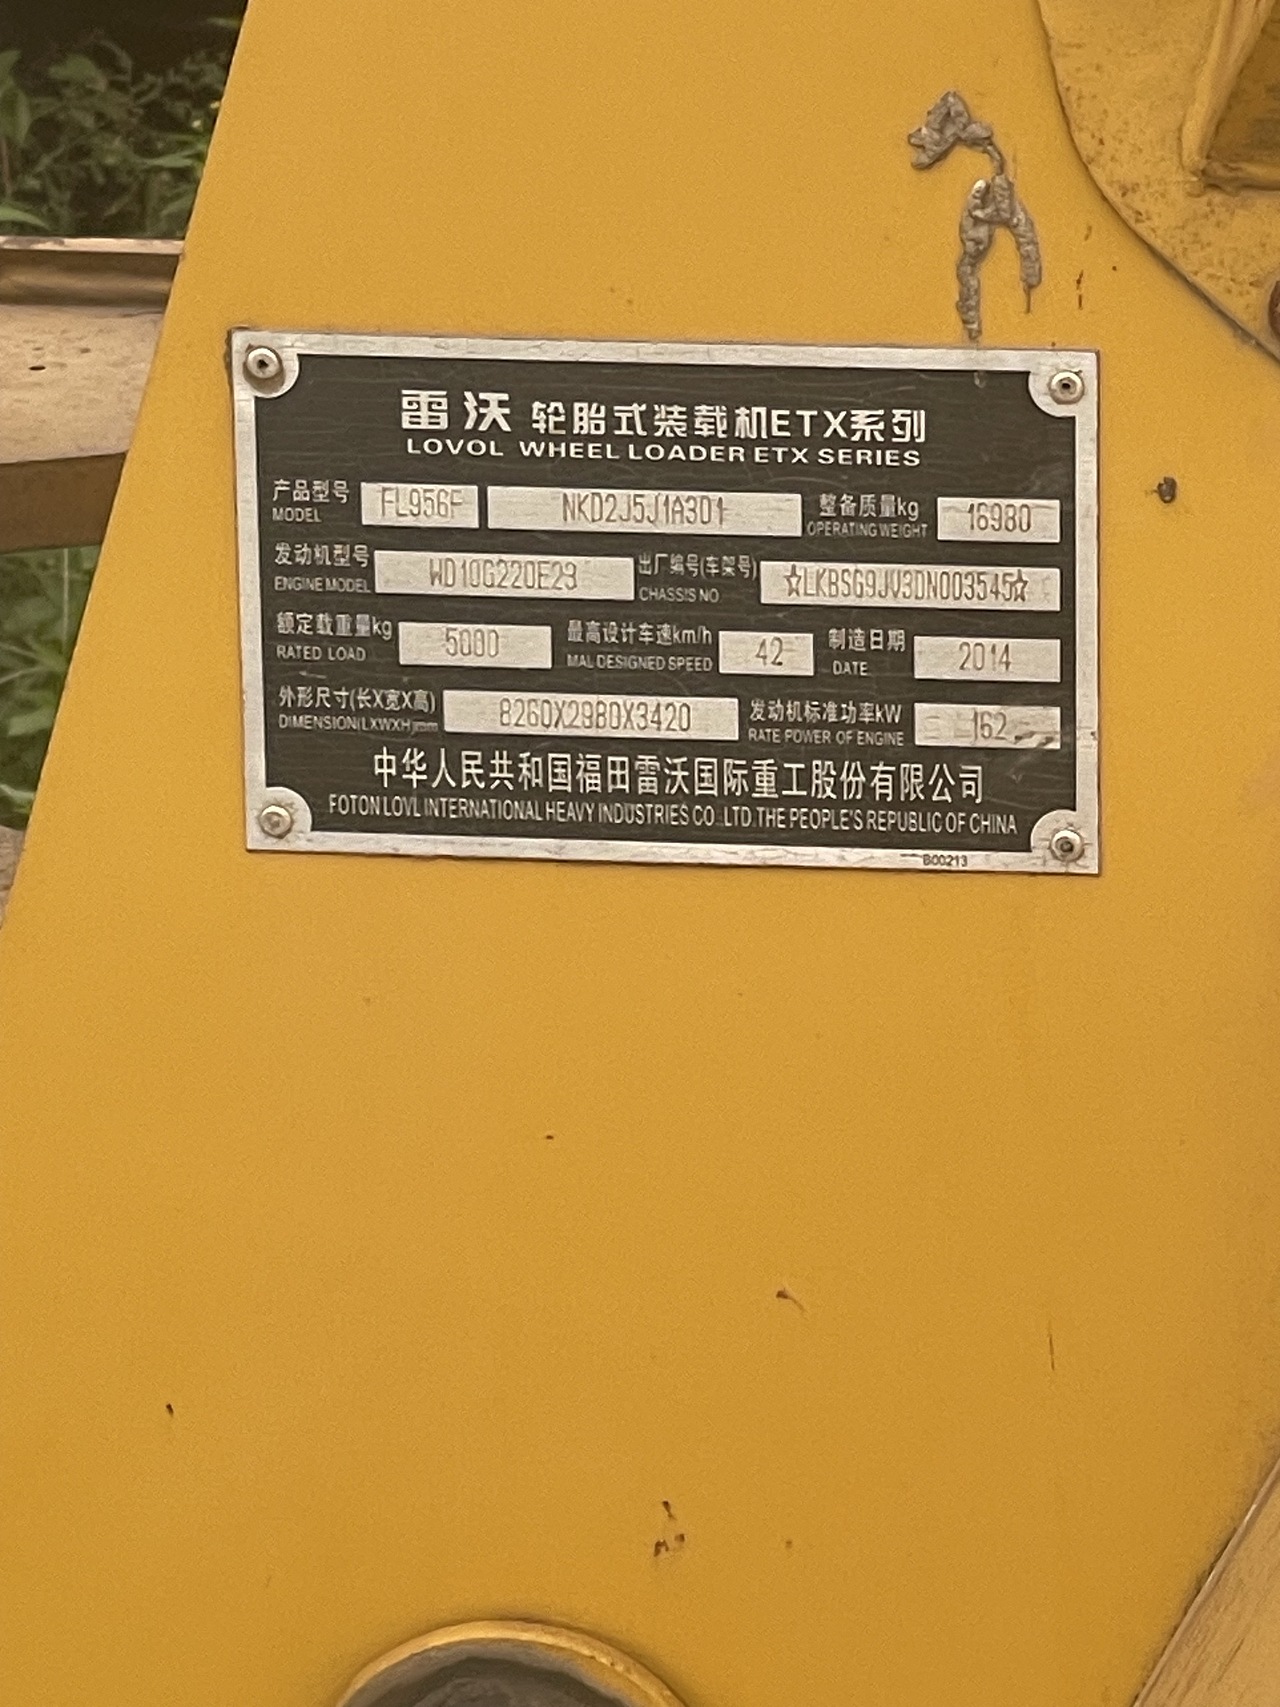 雷沃 轮胎式装载机ETX系列
LOVOL WHEEL LOADER ETX SERIES
产品型号 FL956F NKD2J5J1A3D1 整备质量kg 16980
MODEL OPERATING WEIGHT
发动机型号 WD10G220E23 出厂编号(车架号) ☆LKBSG9JV3DN003545☆
ENGINE MODEL CHASSIS NO
额定载重量kg 5000 最高设计车速km/h 42 制造日期 2014
RATED LOAD MAL DESIGNED SPEED DATE
外形尺寸(长X宽X高) 8260X2980X3420 发动机标准功率kW 162
DIMENSION(LXWXH)mm RATE POWER OF ENGINE
中华人民共和国福田雷沃国际重工股份有限公司
FOTON LOVL INTERNATIONAL HEAVY INDUSTRIES CO.,LTD.THE PEOPLE'S REPUBLIC OF CHINA
B00213